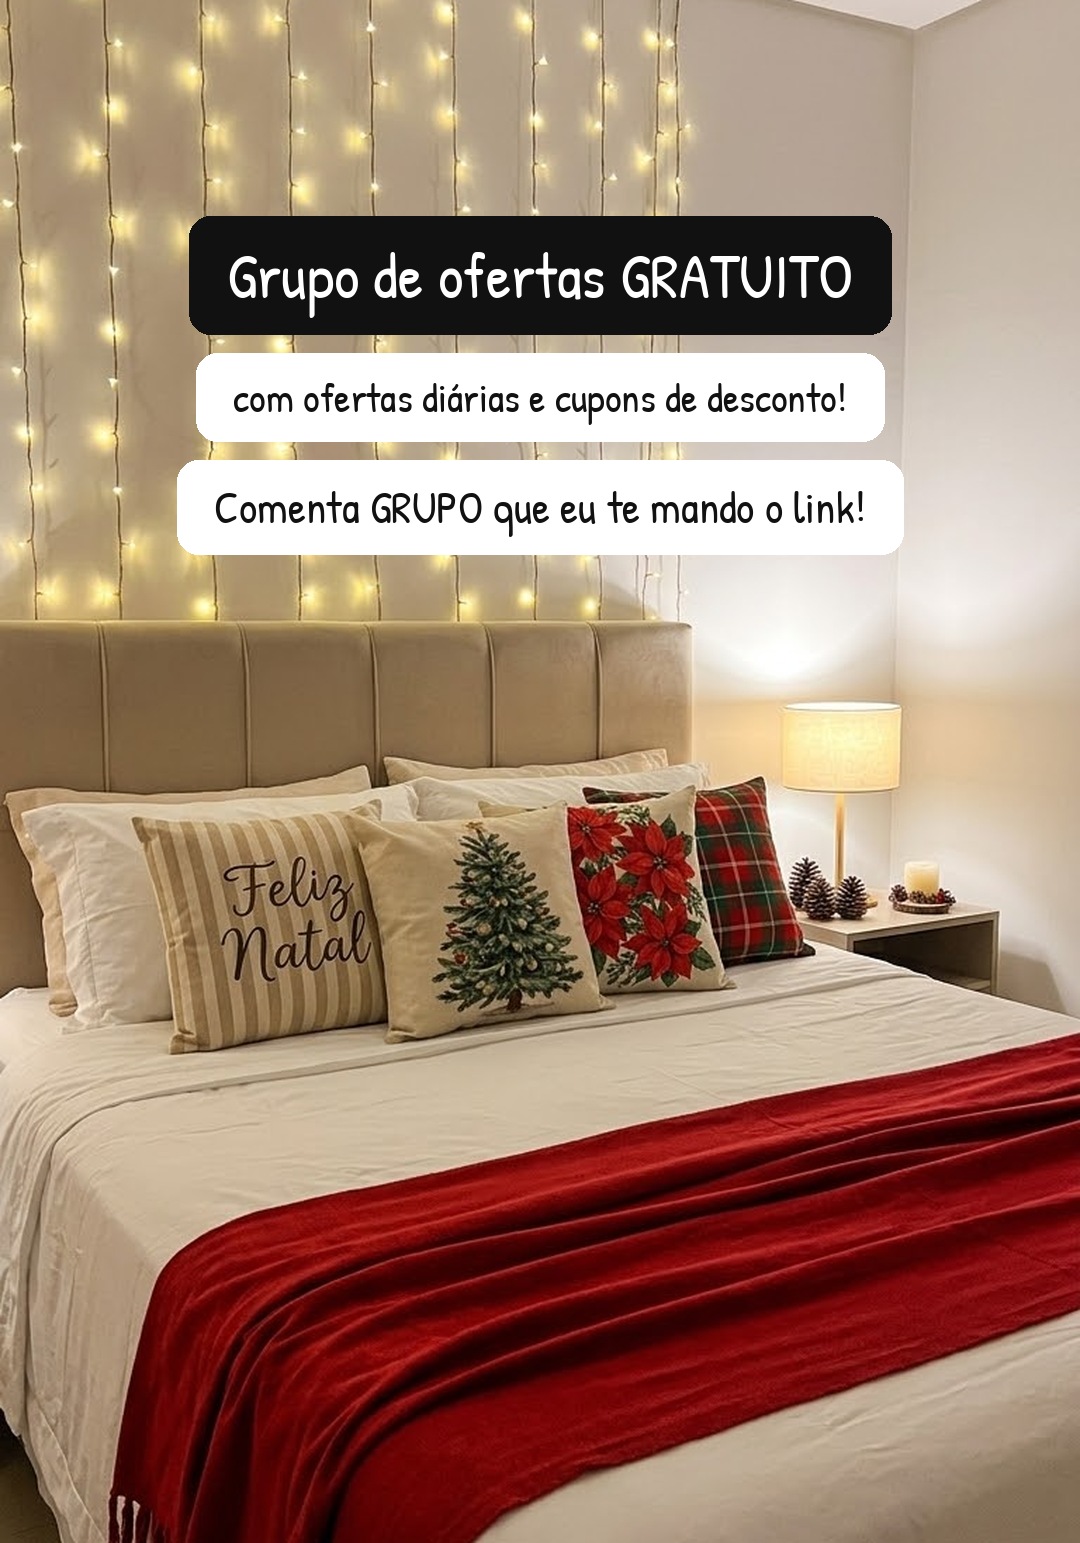 Grupo de ofertas GRATUITO
com ofertas diárias e cupons de desconto!
Comenta GRUPO que eu te mando o link!
Feliz
Natal